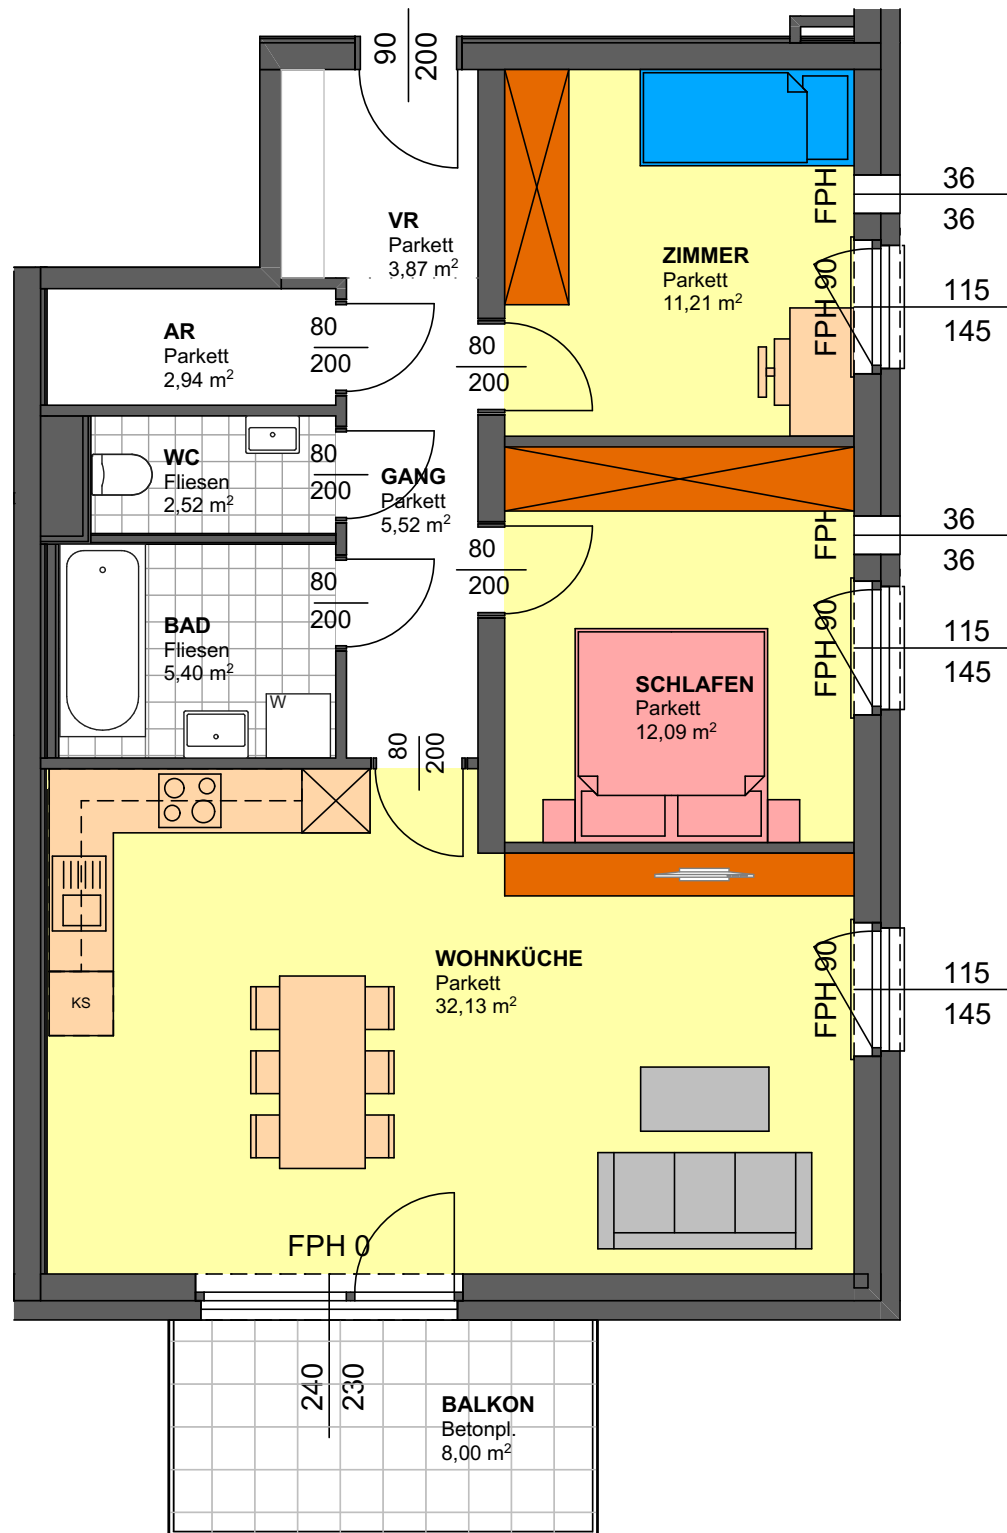 90
200
VR
Parkett
3,87 m²
ZIMMER
Parkett
11,21 m²
FPH
36
36
FPH 90
115
145
AR
Parkett
2,94 m²
80
200
80
200
WC
Fliesen
2,52 m²
80
200
GANG
Parkett
5,52 m²
FPH
36
36
80
200
BAD
Fliesen
5,40 m²
80
200
FPH 90
115
145
SCHLAFEN
Parkett
12,09 m²
W
80
200
WOHNKÜCHE
Parkett
32,13 m²
KS
FPH 90
115
145
FPH 0
240
230
BALKON
Betonpl.
8,00 m²